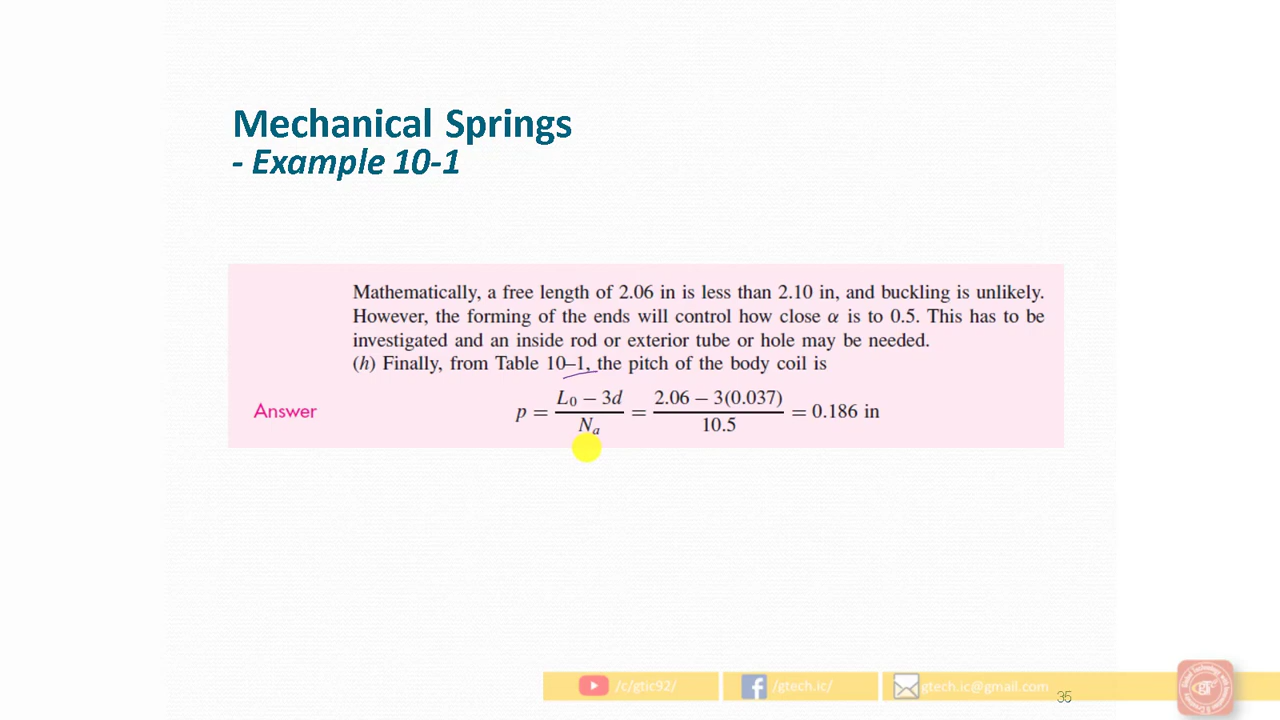 Mechanical Springs
- Example 10-1
Mathematically, a free length of 2.06 in is less than 2.10 in, and buckling is unlikely.
However, the forming of the ends will control how close α is to 0.5. This has to be
investigated and an inside rod or exterior tube or hole may be needed.
(h) Finally, from Table 10–1, the pitch of the body coil is
Answer p = (L₀ − 3d)/Nₐ = (2.06 − 3(0.037))/10.5 = 0.186 in
/c/gtic92/ /gtech.ic/ gtech.ic@gmail.com 35